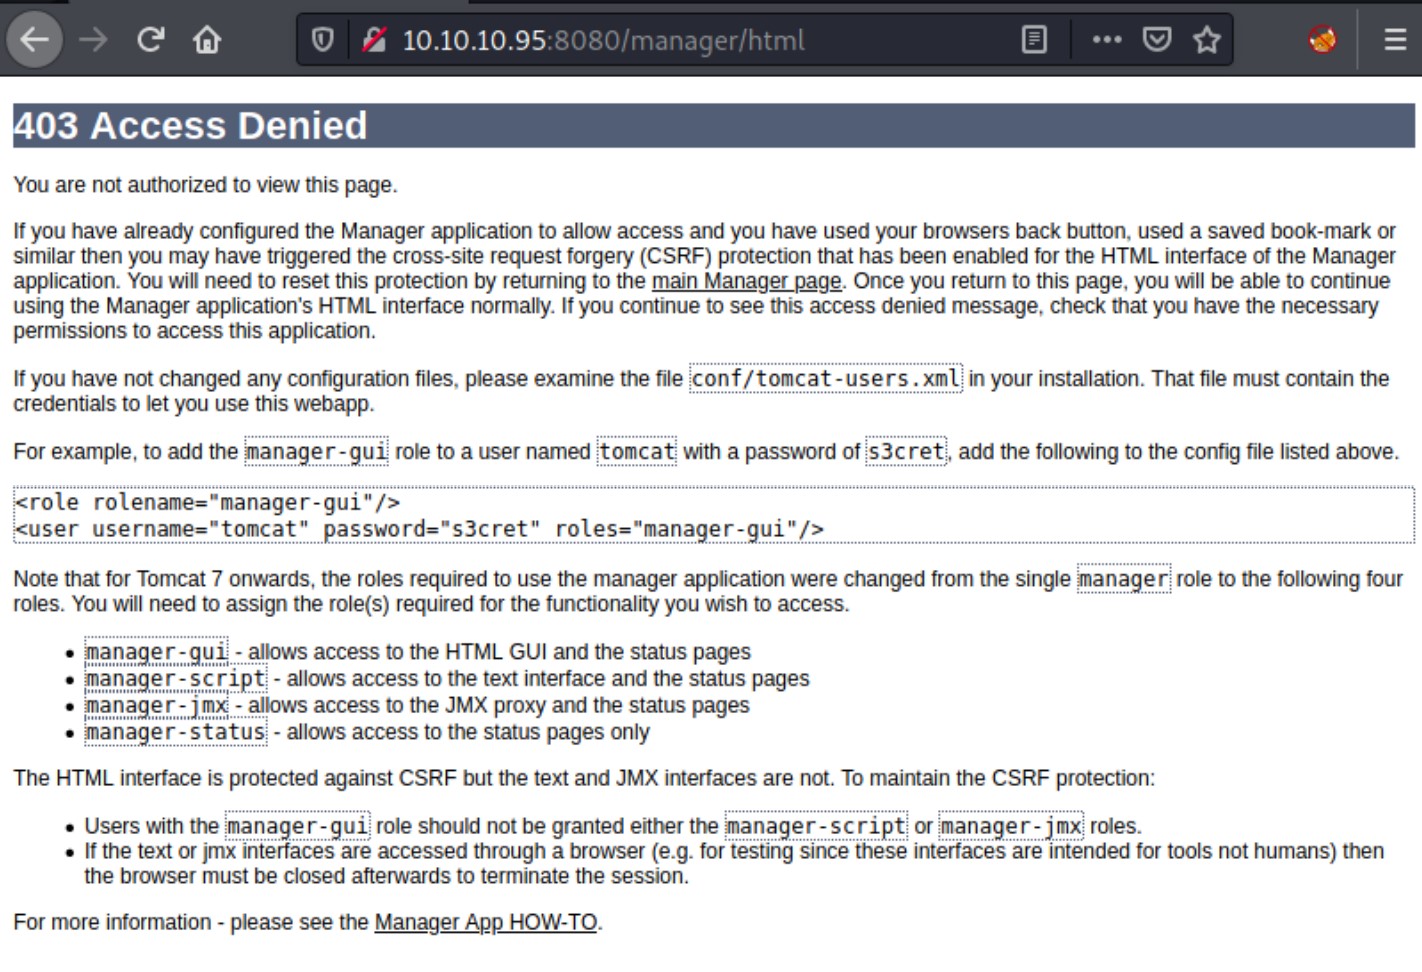 10.10.10.95:8080/manager/html
403 Access Denied
You are not authorized to view this page.
If you have already configured the Manager application to allow access and you have used your browsers back button, used a saved book-mark or
similar then you may have triggered the cross-site request forgery (CSRF) protection that has been enabled for the HTML interface of the Manager
application. You will need to reset this protection by returning to the main Manager page. Once you return to this page, you will be able to continue
using the Manager application's HTML interface normally. If you continue to see this access denied message, check that you have the necessary
permissions to access this application.
If you have not changed any configuration files, please examine the file conf/tomcat-users.xml in your installation. That file must contain the
credentials to let you use this webapp.
For example, to add the manager-gui role to a user named tomcat with a password of s3cret, add the following to the config file listed above.
<role rolename="manager-gui"/>
<user username="tomcat" password="s3cret" roles="manager-gui"/>
Note that for Tomcat 7 onwards, the roles required to use the manager application were changed from the single manager role to the following four
roles. You will need to assign the role(s) required for the functionality you wish to access.
• manager-gui - allows access to the HTML GUI and the status pages
• manager-script - allows access to the text interface and the status pages
• manager-jmx - allows access to the JMX proxy and the status pages
• manager-status - allows access to the status pages only
The HTML interface is protected against CSRF but the text and JMX interfaces are not. To maintain the CSRF protection:
• Users with the manager-gui role should not be granted either the manager-script or manager-jmx roles.
• If the text or jmx interfaces are accessed through a browser (e.g. for testing since these interfaces are intended for tools not humans) then
the browser must be closed afterwards to terminate the session.
For more information - please see the Manager App HOW-TO.